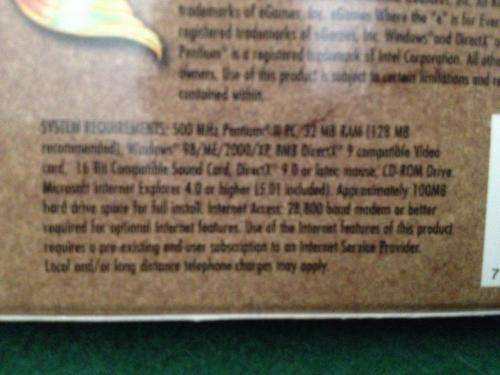 trademarks of eGames, Inc. eGames Where the "e" is for Eve
registered trademarks of eGames, Inc. Windows® and DirectX®
Pentium® is a registered trademark of Intel Corporation. All othe
owners. Use of this product is subject to certain limitations and re
contained within.
SYSTEM REQUIREMENTS: 500 MHz Pentium® III PC/32 MB RAM (128 MB
recommended), Windows® 98/ME/2000/XP, 8MB DirectX® 9 compatible Video
card, 16 Bit Compatible Sound Card, DirectX® 9.0 or later, mouse, CD-ROM Drive.
Microsoft Internet Explorer 4.0 or higher (5.01 included). Approximately 100MB
hard drive space for full install. Internet Access: 28,800 baud modem or better
required for optional Internet features. Use of the Internet features of this product
requires a pre-existing end-user subscription to an Internet Service Provider.
Local and/or long distance telephone charges may apply.
7